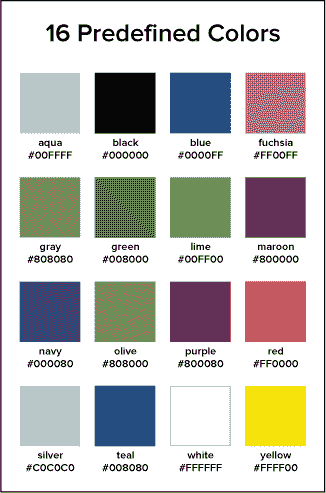 16 Predefined Colors
aqua
#00FFFF
black
#000000
blue
#0000FF
fuchsia
#FF00FF
gray
#808080
green
#008000
lime
#00FF00
maroon
#800000
navy
#000080
olive
#808000
purple
#800080
red
#FF0000
silver
#C0C0C0
teal
#008080
white
#FFFFFF
yellow
#FFFF00